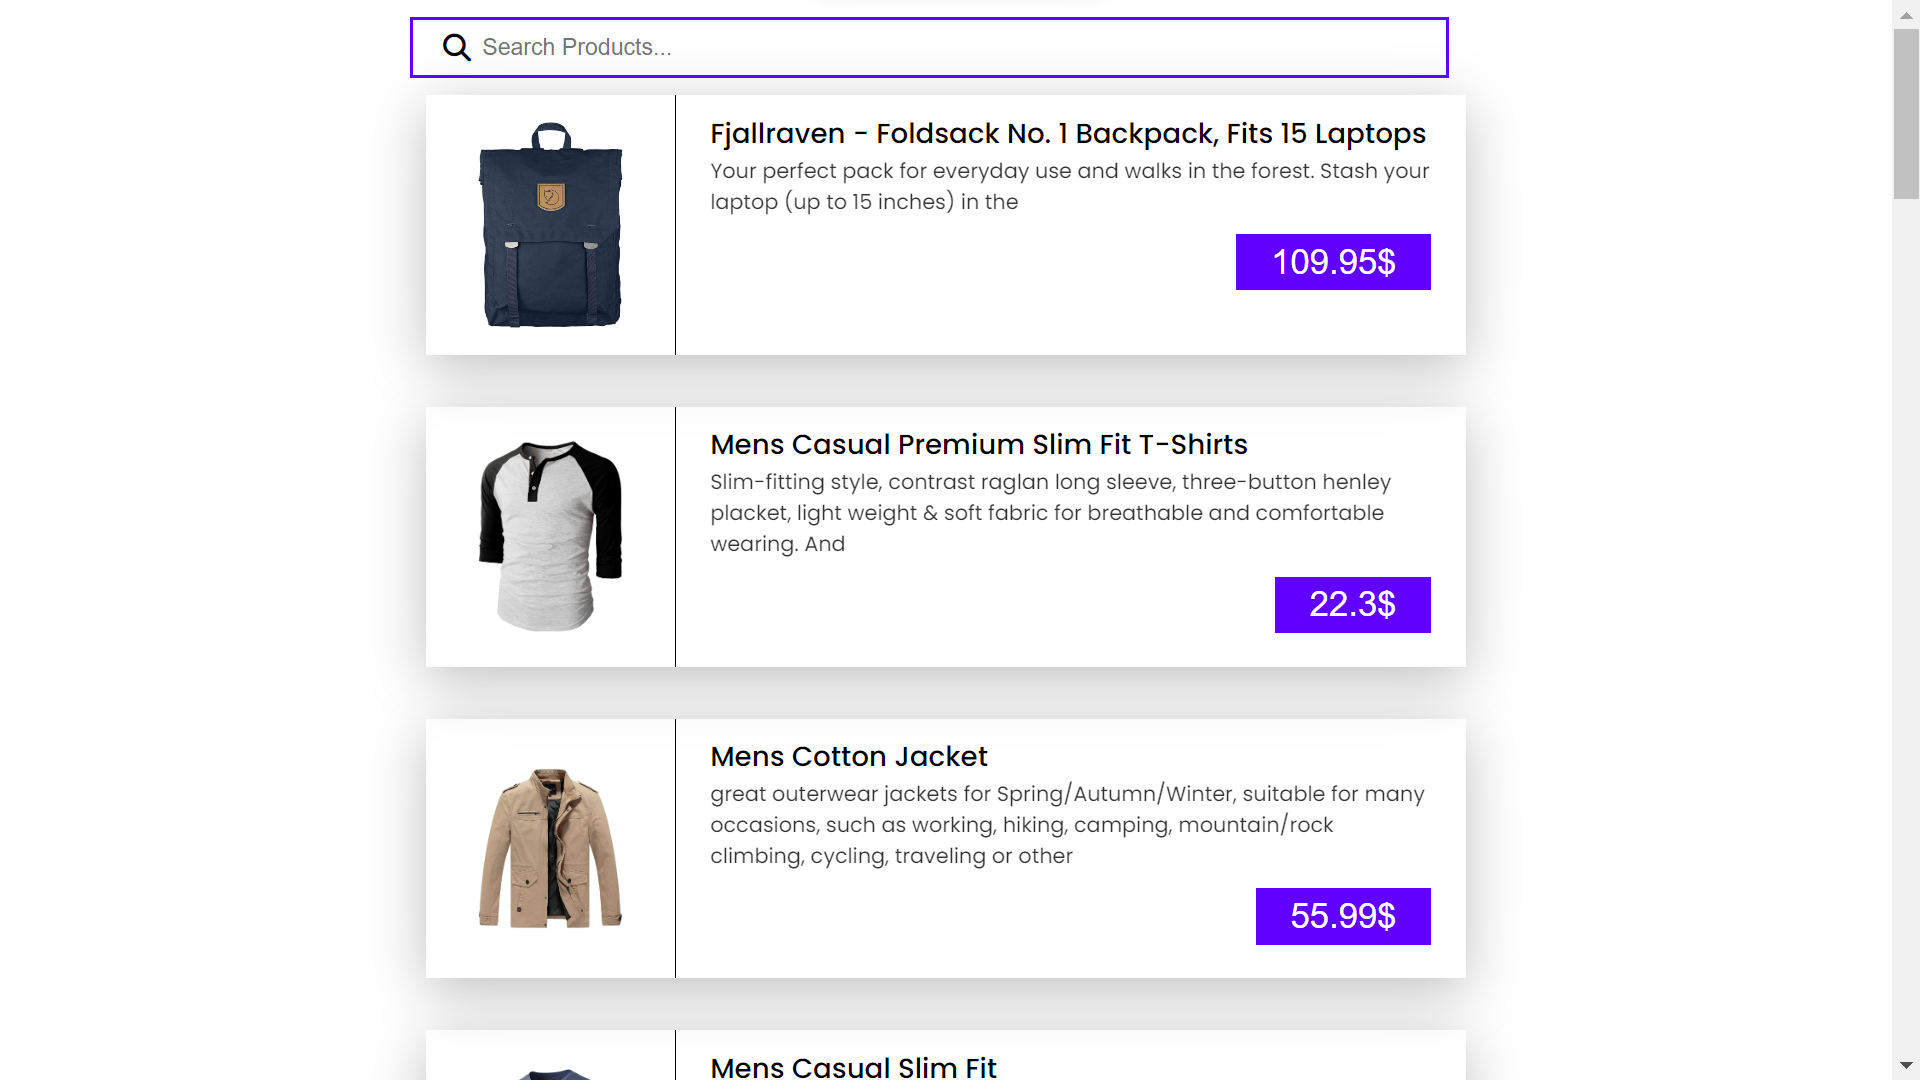 Search Products...
Fjallraven - Foldsack No. 1 Backpack, Fits 15 Laptops
Your perfect pack for everyday use and walks in the forest. Stash your
laptop (up to 15 inches) in the
109.95$
Mens Casual Premium Slim Fit T-Shirts
Slim-fitting style, contrast raglan long sleeve, three-button henley
placket, light weight & soft fabric for breathable and comfortable
wearing. And
22.3$
Mens Cotton Jacket
great outerwear jackets for Spring/Autumn/Winter, suitable for many
occasions, such as working, hiking, camping, mountain/rock
climbing, cycling, traveling or other
55.99$
Mens Casual Slim Fit